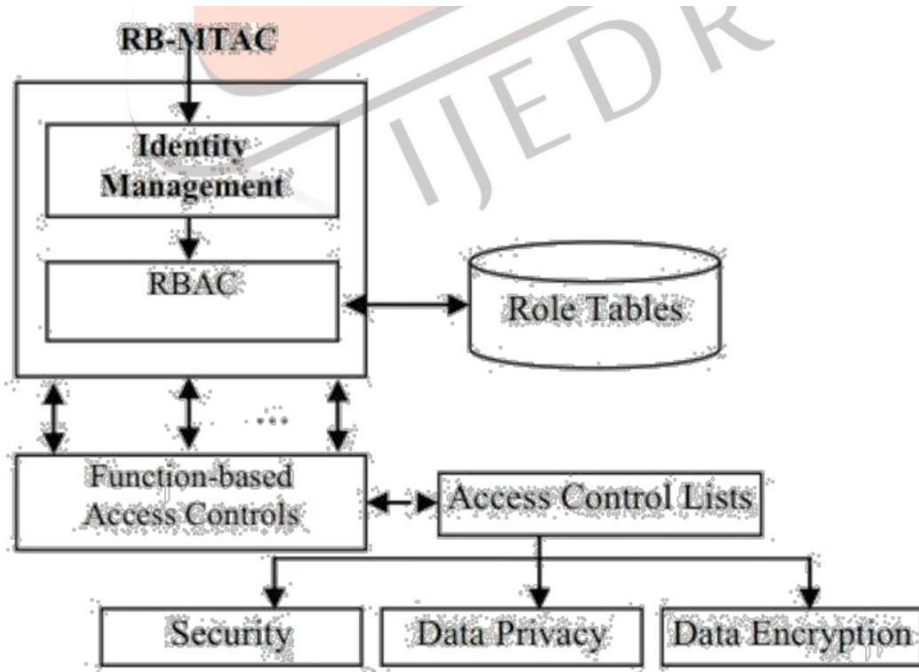 RB-MTAC
IJEDR
Identity
Management
RBAC
Role Tables
...
Function-based
Access Controls
Access Control Lists
Security
Data Privacy
Data Encryption